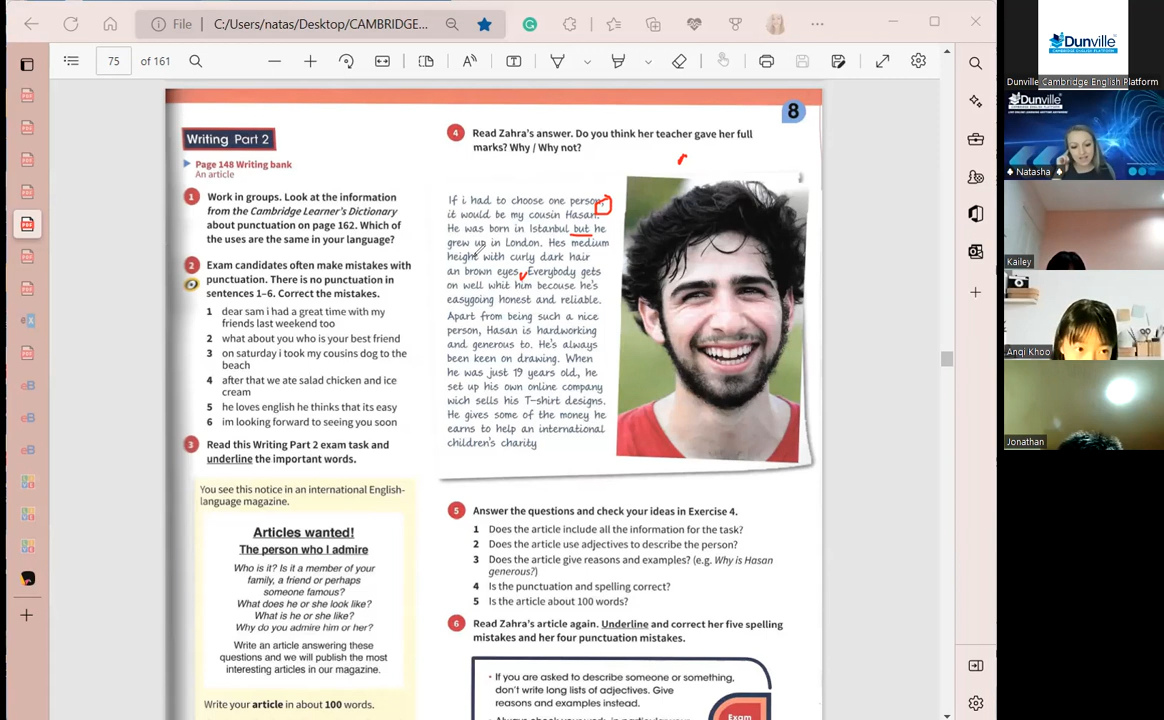 File
C:/Users/natas/Desktop/CAMBRIDGE...
75
of 161
Writing Part 2
Page 148 Writing bank
An article
1 Work in groups. Look at the information
from the Cambridge Learner's Dictionary
about punctuation on page 162. Which of
the uses are the same in your language?
2 Exam candidates often make mistakes with
punctuation. There is no punctuation in
sentences 1–6. Correct the mistakes.
1 dear sam i had a great time with my
friends last weekend too
2 what about you who is your best friend
3 on saturday i took my cousins dog to the
beach
4 after that we ate salad chicken and ice
cream
5 he loves english he thinks that its easy
6 im looking forward to seeing you soon
3 Read this Writing Part 2 exam task and
underline the important words.
You see this notice in an international English-
language magazine.
Articles wanted!
The person who I admire
Who is it? Is it a member of your
family, a friend or perhaps
someone famous?
What does he or she look like?
What is he or she like?
Why do you admire him or her?
Write an article answering these
questions and we will publish the most
interesting articles in our magazine.
Write your article in about 100 words.
8
4 Read Zahra's answer. Do you think her teacher gave her full
marks? Why / Why not?
If i had to choose one person,
it would be my cousin Hasan.
He was born in Istanbul but he
grew up in London. Hes medium
height with curly dark hair
an brown eyes. Everybody gets
on well whit him becouse he's
easygoing honest and reliable.
Apart from being such a nice
person, Hasan is hardworking
and generous to. He's always
been keen on drawing. When
he was just 19 years old, he
set up his own online company
wich sells his T-shirt designs.
He gives some of the money he
earns to help an international
children's charity
5 Answer the questions and check your ideas in Exercise 4.
1 Does the article include all the information for the task?
2 Does the article use adjectives to describe the person?
3 Does the article give reasons and examples? (e.g. Why is Hasan
generous?)
4 Is the punctuation and spelling correct?
5 Is the article about 100 words?
6 Read Zahra's article again. Underline and correct her five spelling
mistakes and her four punctuation mistakes.
• If you are asked to describe someone or something,
don't write long lists of adjectives. Give
reasons and examples instead.
Exam
Dunville
Dunville Cambridge English Platform
Dunville
Natasha
Kailey
Anqi Khoo
Jonathan